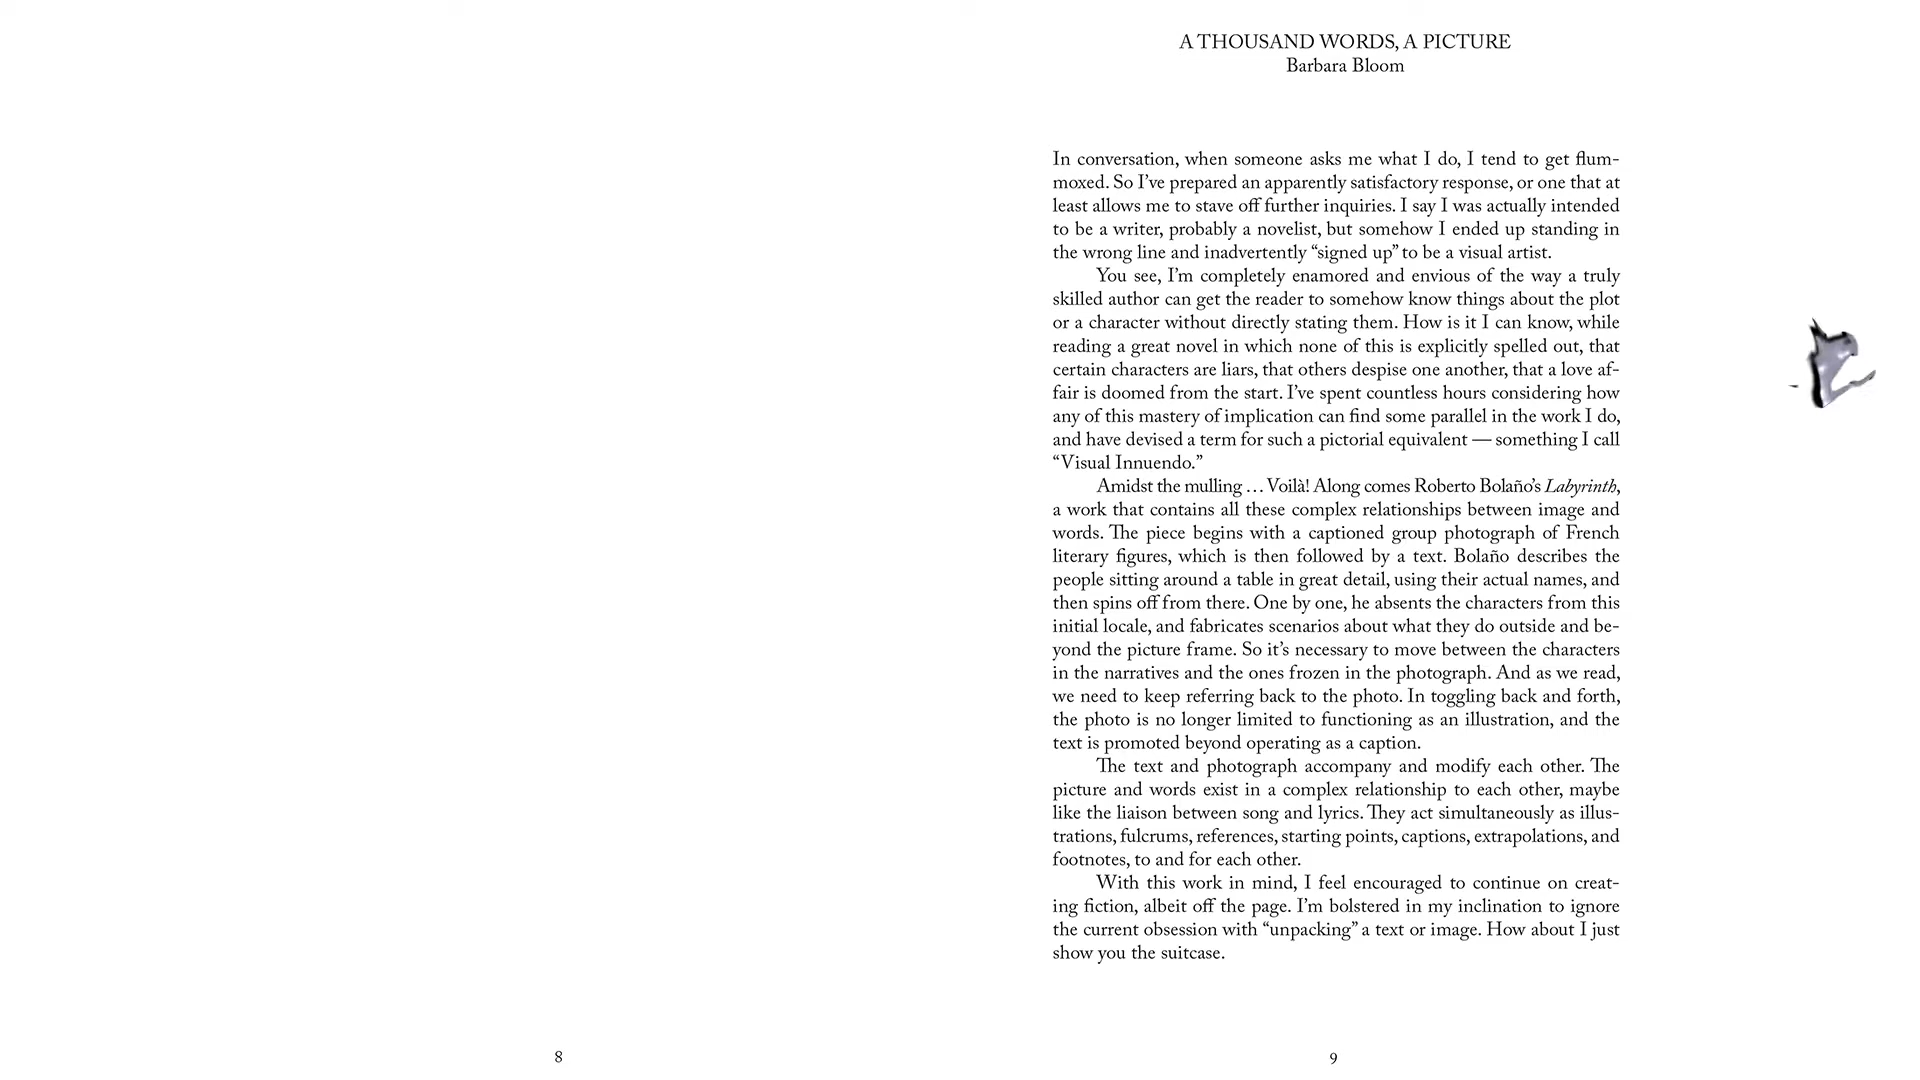 A THOUSAND WORDS, A PICTURE
Barbara Bloom
In conversation, when someone asks me what I do, I tend to get flum-
moxed. So I’ve prepared an apparently satisfactory response, or one that at
least allows me to stave off further inquiries. I say I was actually intended
to be a writer, probably a novelist, but somehow I ended up standing in
the wrong line and inadvertently “signed up” to be a visual artist.
You see, I’m completely enamored and envious of the way a truly
skilled author can get the reader to somehow know things about the plot
or a character without directly stating them. How is it I can know, while
reading a great novel in which none of this is explicitly spelled out, that
certain characters are liars, that others despise one another, that a love af-
fair is doomed from the start. I’ve spent countless hours considering how
any of this mastery of implication can find some parallel in the work I do,
and have devised a term for such a pictorial equivalent — something I call
“Visual Innuendo.”
Amidst the mulling … Voilà! Along comes Roberto Bolaño’s Labyrinth,
a work that contains all these complex relationships between image and
words. The piece begins with a captioned group photograph of French
literary figures, which is then followed by a text. Bolaño describes the
people sitting around a table in great detail, using their actual names, and
then spins off from there. One by one, he absents the characters from this
initial locale, and fabricates scenarios about what they do outside and be-
yond the picture frame. So it’s necessary to move between the characters
in the narratives and the ones frozen in the photograph. And as we read,
we need to keep referring back to the photo. In toggling back and forth,
the photo is no longer limited to functioning as an illustration, and the
text is promoted beyond operating as a caption.
The text and photograph accompany and modify each other. The
picture and words exist in a complex relationship to each other, maybe
like the liaison between song and lyrics. They act simultaneously as illus-
trations, fulcrums, references, starting points, captions, extrapolations, and
footnotes, to and for each other.
With this work in mind, I feel encouraged to continue on creat-
ing fiction, albeit off the page. I’m bolstered in my inclination to ignore
the current obsession with “unpacking” a text or image. How about I just
show you the suitcase.
8
9